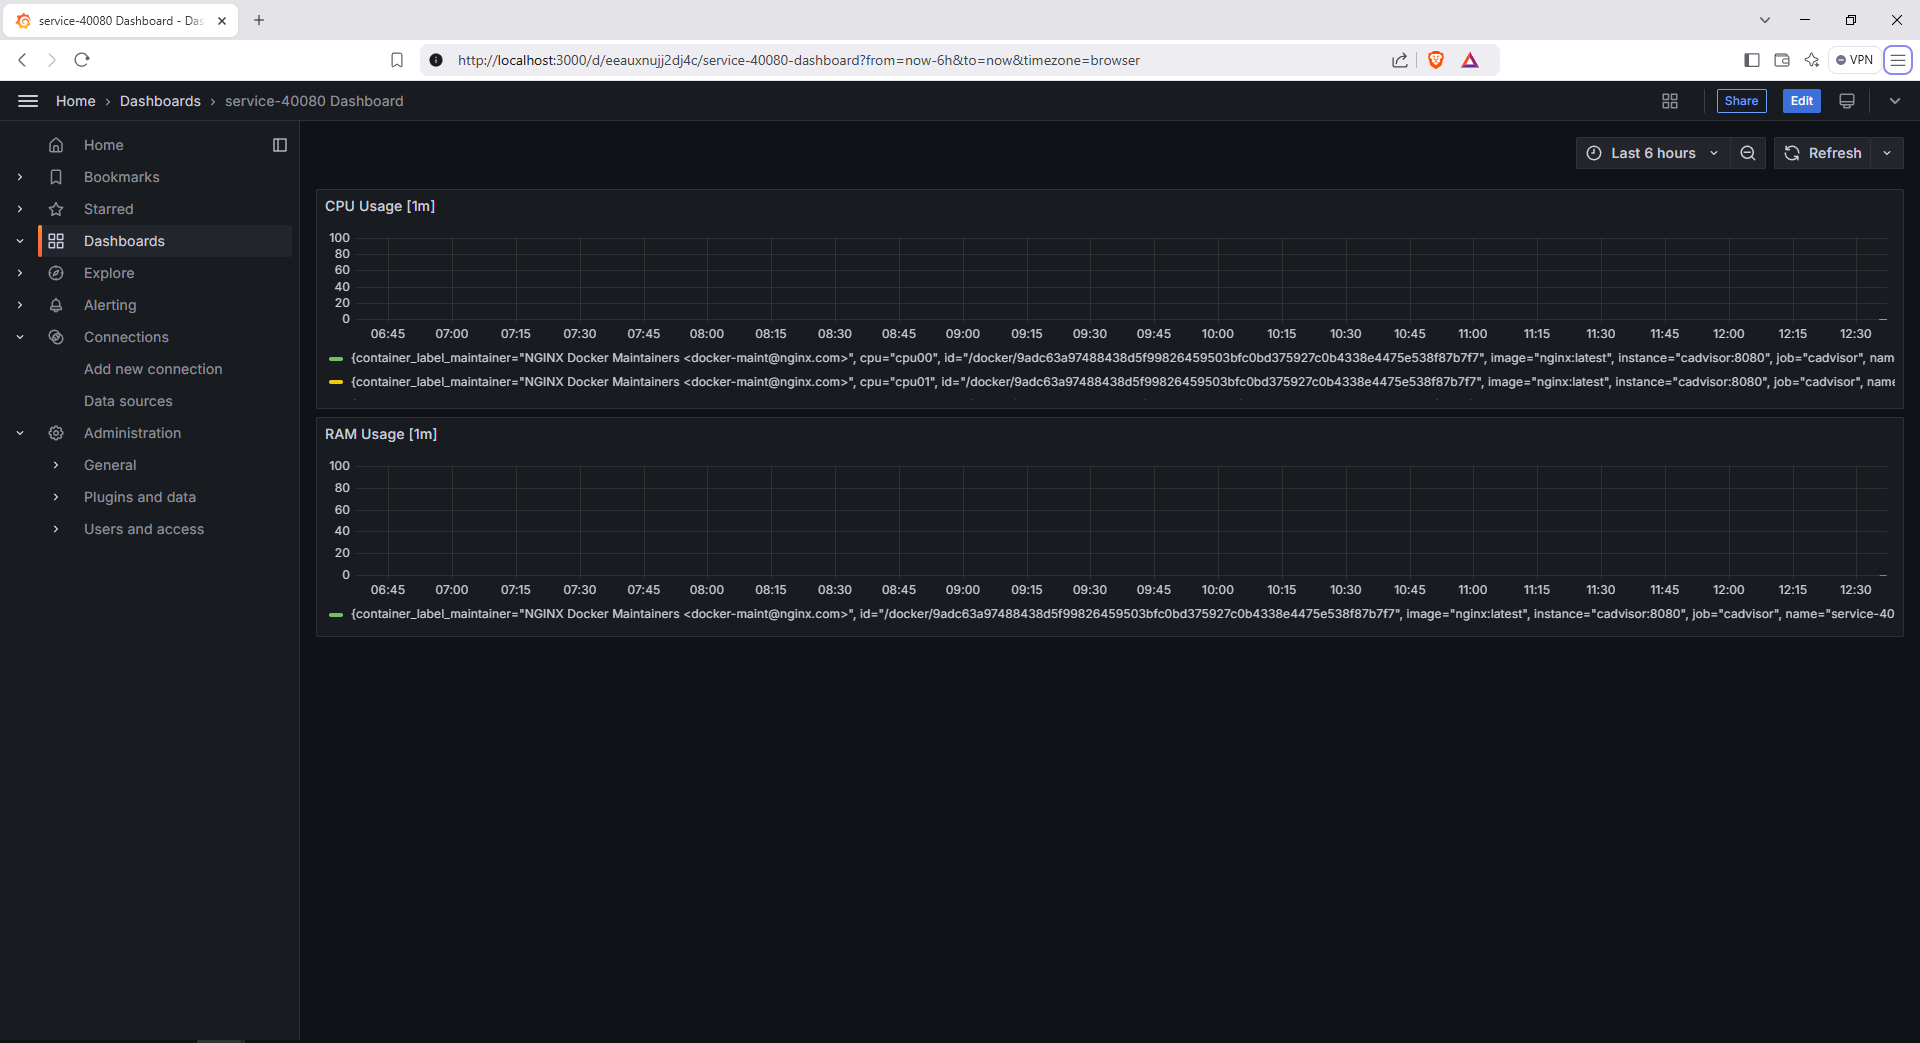 service-40080 Dashboard - Das
http://localhost:3000/d/eeauxnujj2dj4c/service-40080-dashboard?from=now-6h&to=now&timezone=browser
VPN
Home › Dashboards › service-40080 Dashboard
Share
Edit
Home
Bookmarks
Starred
Dashboards
Explore
Alerting
Connections
Add new connection
Data sources
Administration
General
Plugins and data
Users and access
Last 6 hours
Refresh
CPU Usage [1m]
100
80
60
40
20
0
06:45 07:00 07:15 07:30 07:45 08:00 08:15 08:30 08:45 09:00 09:15 09:30 09:45 10:00 10:15 10:30 10:45 11:00 11:15 11:30 11:45 12:00 12:15 12:30
{container_label_maintainer="NGINX Docker Maintainers <docker-maint@nginx.com>", cpu="cpu00", id="/docker/9adc63a97488438d5f99826459503bfc0bd375927c0b4338e4475e538f87b7f7", image="nginx:latest", instance="cadvisor:8080", job="cadvisor", nam
{container_label_maintainer="NGINX Docker Maintainers <docker-maint@nginx.com>", cpu="cpu01", id="/docker/9adc63a97488438d5f99826459503bfc0bd375927c0b4338e4475e538f87b7f7", image="nginx:latest", instance="cadvisor:8080", job="cadvisor", name
RAM Usage [1m]
100
80
60
40
20
0
06:45 07:00 07:15 07:30 07:45 08:00 08:15 08:30 08:45 09:00 09:15 09:30 09:45 10:00 10:15 10:30 10:45 11:00 11:15 11:30 11:45 12:00 12:15 12:30
{container_label_maintainer="NGINX Docker Maintainers <docker-maint@nginx.com>", id="/docker/9adc63a97488438d5f99826459503bfc0bd375927c0b4338e4475e538f87b7f7", image="nginx:latest", instance="cadvisor:8080", job="cadvisor", name="service-40